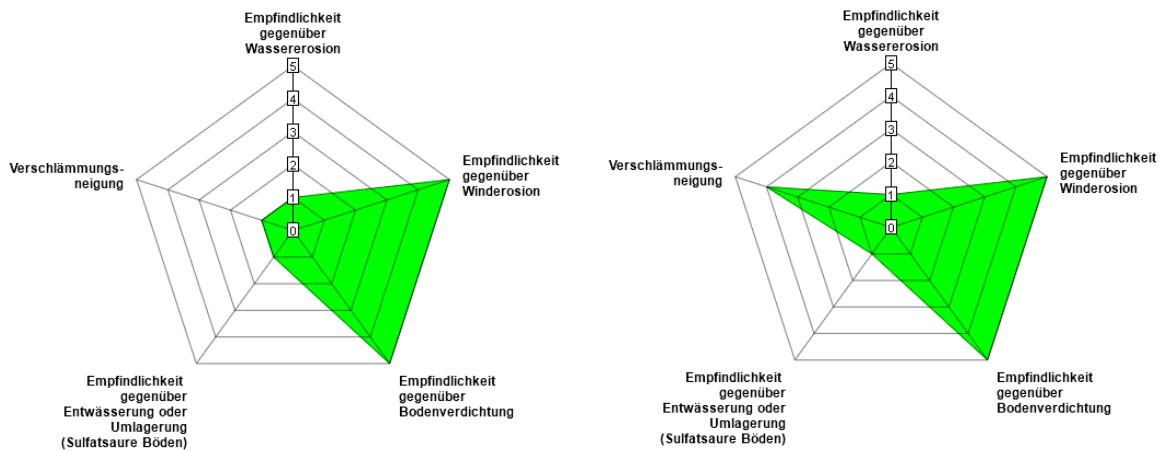 Empfindlichkeit
gegenüber
Wassererosion
5
4
3
2
1
0
Empfindlichkeit
gegenüber
Winderosion
Empfindlichkeit
gegenüber
Bodenverdichtung
Empfindlichkeit
gegenüber
Entwässerung oder
Umlagerung
(Sulfatsaure Böden)
Verschlämmungs-
neigung
Empfindlichkeit
gegenüber
Wassererosion
5
4
3
2
1
0
Empfindlichkeit
gegenüber
Winderosion
Empfindlichkeit
gegenüber
Bodenverdichtung
Empfindlichkeit
gegenüber
Entwässerung oder
Umlagerung
(Sulfatsaure Böden)
Verschlämmungs-
neigung